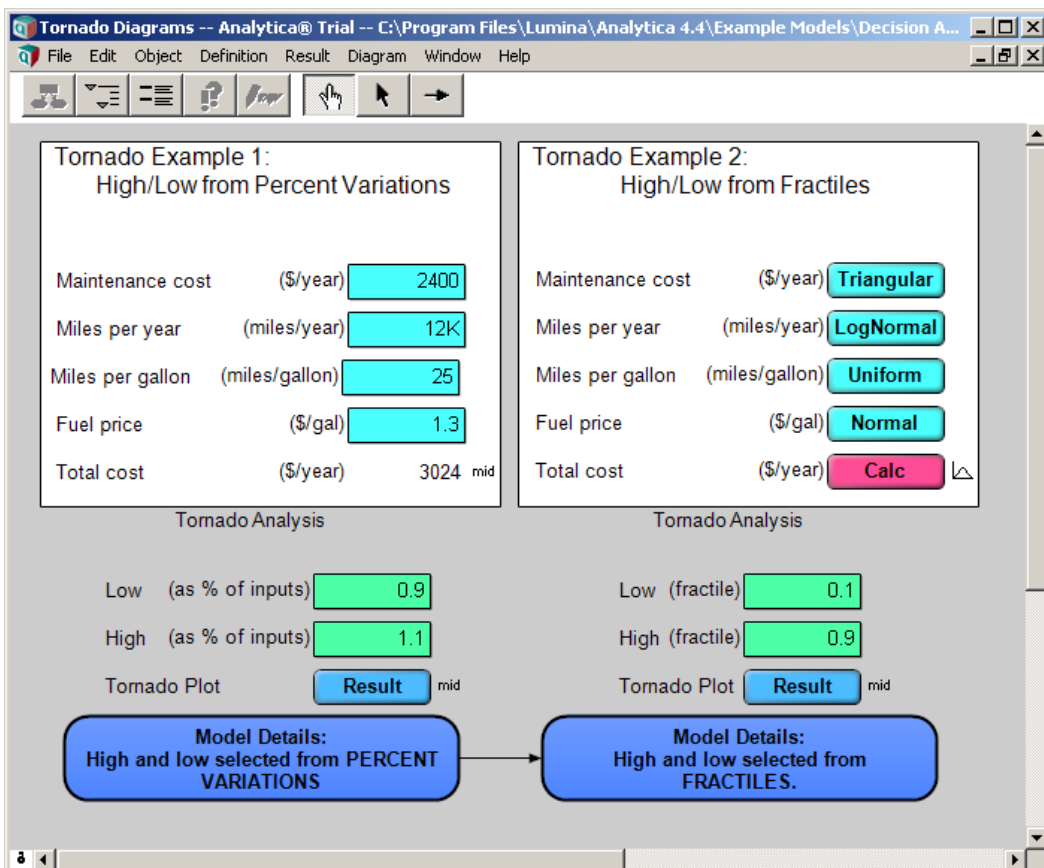 Tornado Diagrams -- Analytica® Trial -- C:\Program Files\Lumina\Analytica 4.4\Example Models\Decision A...
File Edit Object Definition Result Diagram Window Help
Tornado Example 1:
High/Low from Percent Variations
Maintenance cost ($/year) 2400
Miles per year (miles/year) 12K
Miles per gallon (miles/gallon) 25
Fuel price ($/gal) 1.3
Total cost ($/year) 3024 mid
Tornado Analysis
Low (as % of inputs) 0.9
High (as % of inputs) 1.1
Tornado Plot Result mid
Model Details:
High and low selected from PERCENT
VARIATIONS
Tornado Example 2:
High/Low from Fractiles
Maintenance cost ($/year) Triangular
Miles per year (miles/year) LogNormal
Miles per gallon (miles/gallon) Uniform
Fuel price ($/gal) Normal
Total cost ($/year) Calc
Tornado Analysis
Low (fractile) 0.1
High (fractile) 0.9
Tornado Plot Result mid
Model Details:
High and low selected from
FRACTILES.